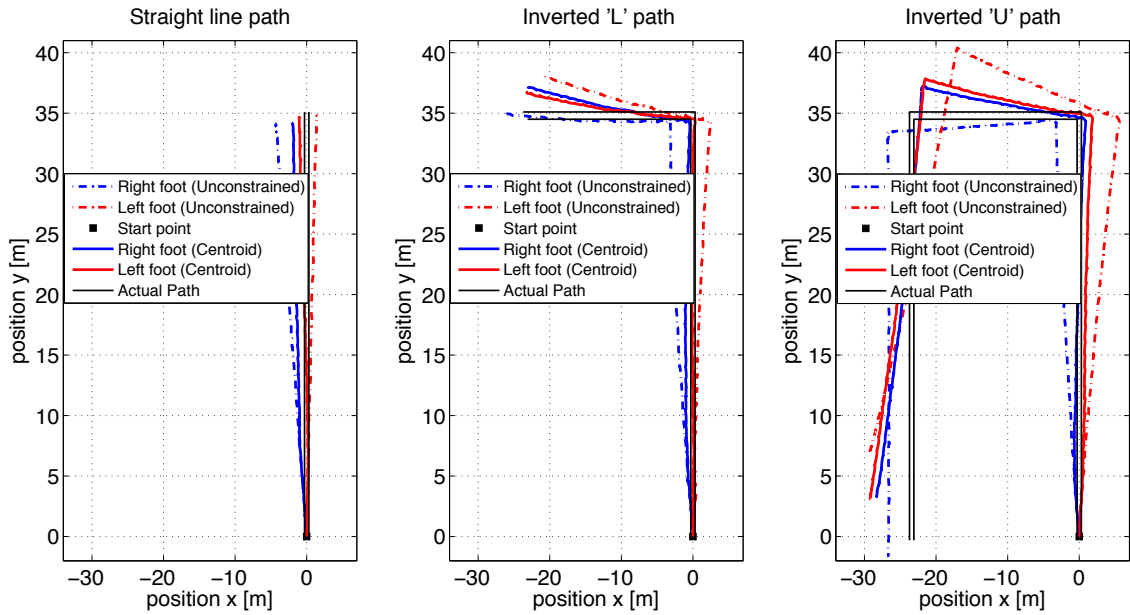 Straight line path
40
35
30
25
20
15
10
5
0
position y [m]
−30
−20
−10
0
position x [m]
Right foot (Unconstrained)
Left foot (Unconstrained)
Start point
Right foot (Centroid)
Left foot (Centroid)
Actual Path
Inverted 'L' path
40
35
30
25
20
15
10
5
0
position y [m]
−30
−20
−10
0
position x [m]
Right foot (Unconstrained)
Left foot (Unconstrained)
Start point
Right foot (Centroid)
Left foot (Centroid)
Actual Path
Inverted 'U' path
40
35
30
25
20
15
10
5
0
position y [m]
−30
−20
−10
0
position x [m]
Right foot (Unconstrained)
Left foot (Unconstrained)
Start point
Right foot (Centroid)
Left foot (Centroid)
Actual Path